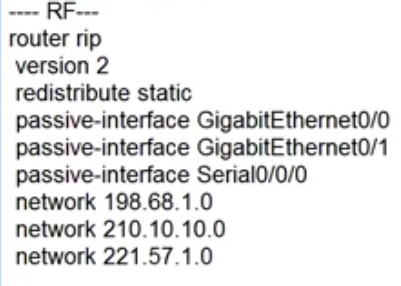 ---- RF---
router rip
version 2
redistribute static
passive-interface GigabitEthernet0/0
passive-interface GigabitEthernet0/1
passive-interface Serial0/0/0
network 198.68.1.0
network 210.10.10.0
network 221.57.1.0